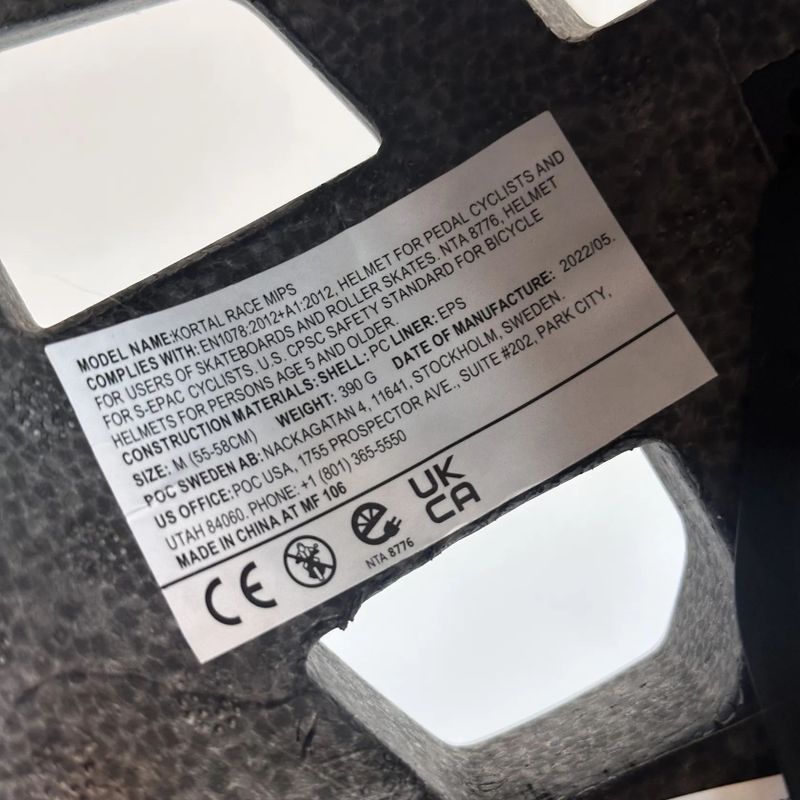 MODEL NAME:KORTAL RACE MIPS
COMPLIES WITH: EN1078:2012+A1:2012, HELMET FOR PEDAL CYCLISTS AND
FOR USERS OF SKATEBOARDS AND ROLLER SKATES. NTA 8776, HELMET
FOR S-EPAC CYCLISTS. U.S. CPSC SAFETY STANDARD FOR BICYCLE
HELMETS FOR PERSONS AGE 5 AND OLDER.
CONSTRUCTION MATERIALS: SHELL: PC LINER: EPS
SIZE: M (55-58CM) WEIGHT: 390 G DATE OF MANUFACTURE: 2022/05.
POC SWEDEN AB: NACKAGATAN 4, 11641, STOCKHOLM, SWEDEN.
US OFFICE:POC USA, 1755 PROSPECTOR AVE., SUITE #202, PARK CITY,
UTAH 84060. PHONE: +1 (801) 365-5550
MADE IN CHINA AT MF 106
CE
NTA 8776
UK
CA